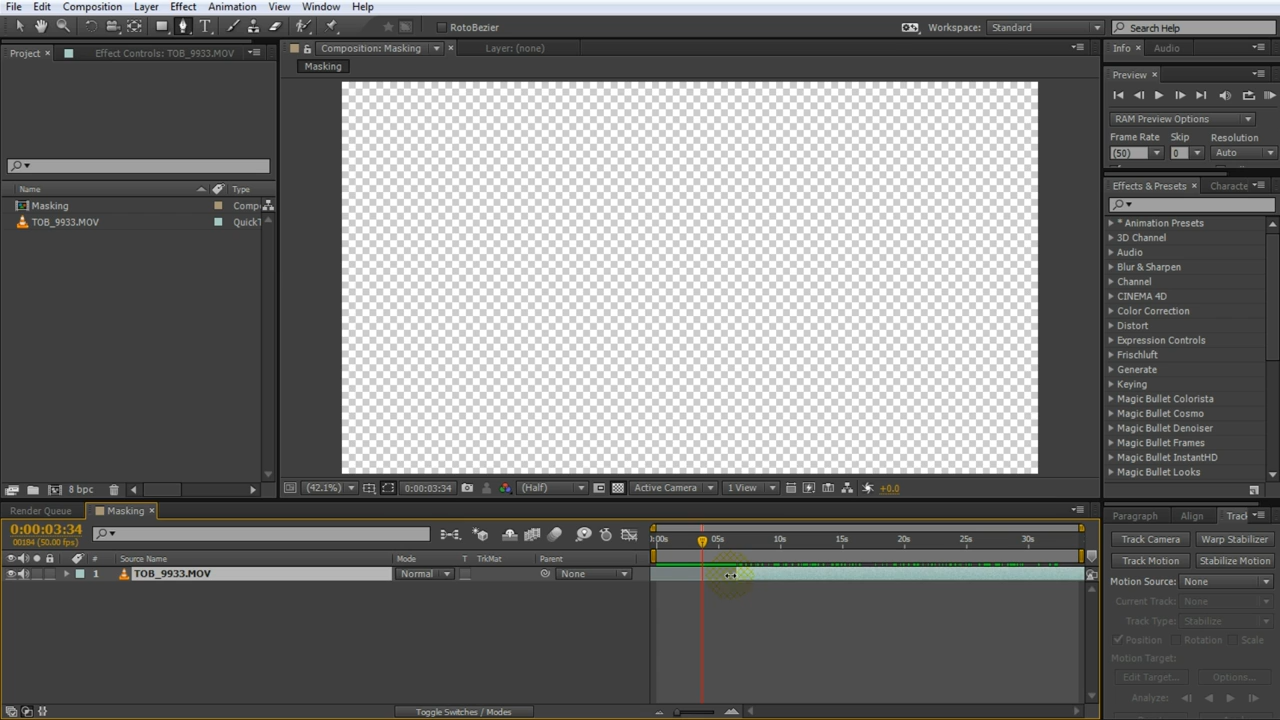 File Edit Composition Layer Effect Animation View Window Help
RotoBezier Workspace: Standard Search Help
Project Effect Controls: TOB_9933.MOV Composition: Masking Layer: (none) Info Audio
Masking
Preview
RAM Preview Options
Frame Rate Skip Resolution
(50) 0 Auto
Name Type
Masking Comp
TOB_9933.MOV QuickT
Effects & Presets Characte
* Animation Presets
3D Channel
Audio
Blur & Sharpen
Channel
CINEMA 4D
Color Correction
Distort
Expression Controls
Frischluft
Generate
Keying
Magic Bullet Colorista
Magic Bullet Cosmo
Magic Bullet Denoiser
Magic Bullet Frames
Magic Bullet InstantHD
Magic Bullet Looks
8 bpc (42.1%) 0:00:03:34 (Half) Active Camera 1 View +0.0
Render Queue Masking
0:00:03:34
00184 (50.00 fps)
:00s 05s 10s 15s 20s 25s 30s
# Source Name Mode T TrkMat Parent
1 TOB_9933.MOV Normal None
Toggle Switches / Modes
Paragraph Align Track
Track Camera Warp Stabilizer
Track Motion Stabilize Motion
Motion Source: None
Current Track: None
Track Type: Stabilize
Position Rotation Scale
Motion Target:
Edit Target... Options...
Analyze: